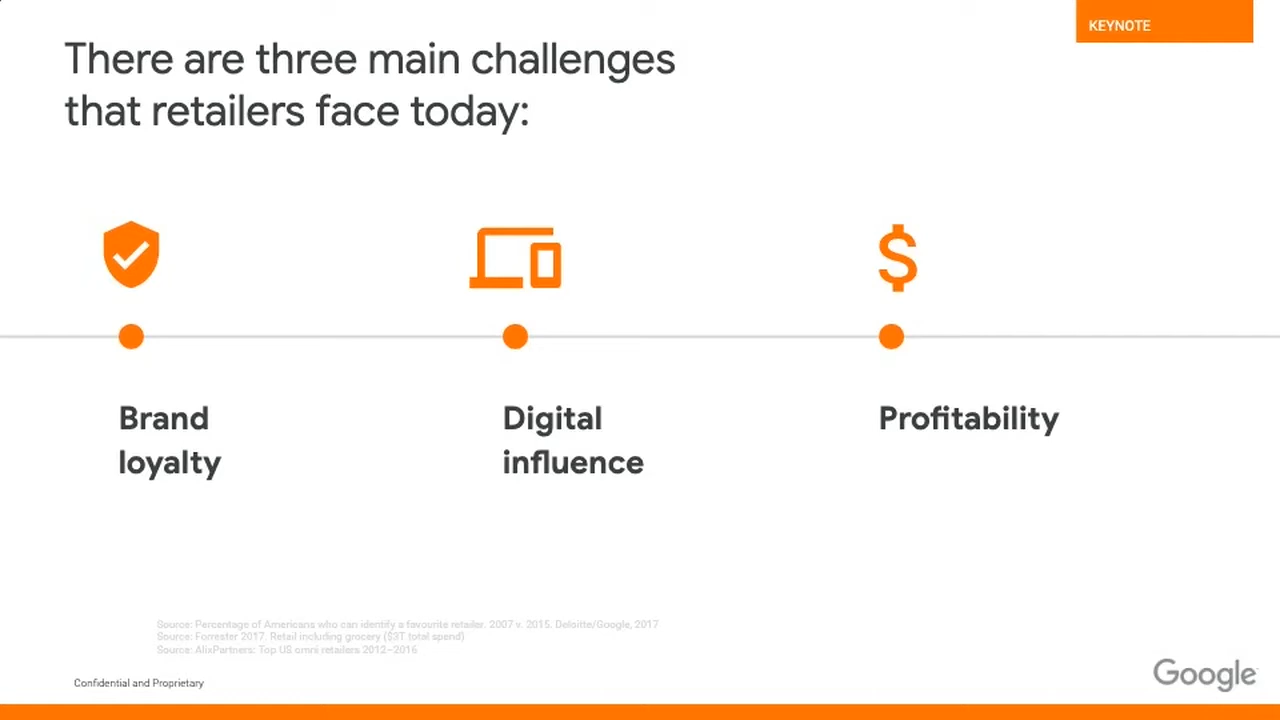 KEYNOTE
There are three main challenges
that retailers face today:
Brand
loyalty
Digital
influence
Profitability
Source: Percentage of Americans who can identify a favourite retailer. 2007 v. 2015. Deloitte/Google, 2017
Source: Forrester 2017. Retail including grocery ($3T total spend)
Source: AlixPartners: Top US omni retailers 2012–2016
Confidential and Proprietary
Google